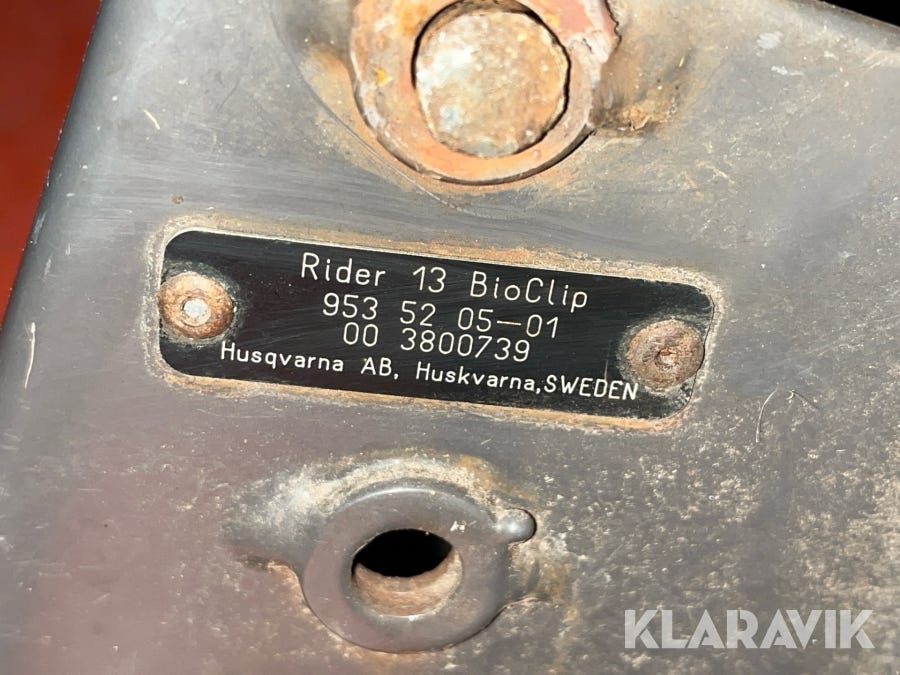 Rider 13 BioClip
953 52 05-01
00 3800739
Husqvarna AB, Huskvarna,SWEDEN
KLARAVIK